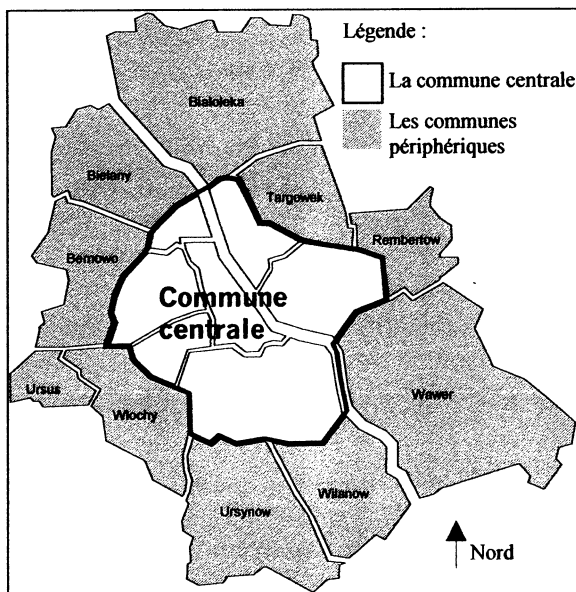 Légende :
La commune centrale
Les communes
périphériques
Bialoleka
Bielany
Targowek
Bemowo
Rembertow
Commune
centrale
Ursus
Wlochy
Wawer
Ursynow
Wilanow
Nord